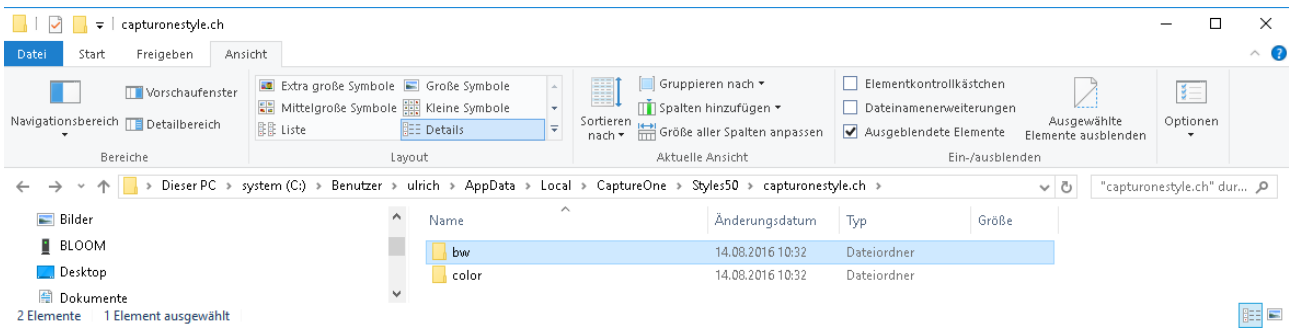 capturonestyle.ch
Datei Start Freigeben Ansicht
Navigationsbereich
Vorschaufenster
Detailbereich
Bereiche
Extra große Symbole Große Symbole
Mittelgroße Symbole Kleine Symbole
Liste Details
Layout
Sortieren
nach
Gruppieren nach
Spalten hinzufügen
Größe aller Spalten anpassen
Aktuelle Ansicht
Elementkontrollkästchen
Dateinamenerweiterungen
Ausgeblendete Elemente
Ausgewählte
Elemente ausblenden
Ein-/ausblenden
Optionen
Dieser PC > system (C:) > Benutzer > ulrich > AppData > Local > CaptureOne > Styles50 > capturonestyle.ch >
"capturonestyle.ch" dur...
Bilder
BLOOM
Desktop
Dokumente
Name Änderungsdatum Typ Größe
bw 14.08.2016 10:32 Dateiordner
color 14.08.2016 10:32 Dateiordner
2 Elemente 1 Element ausgewählt